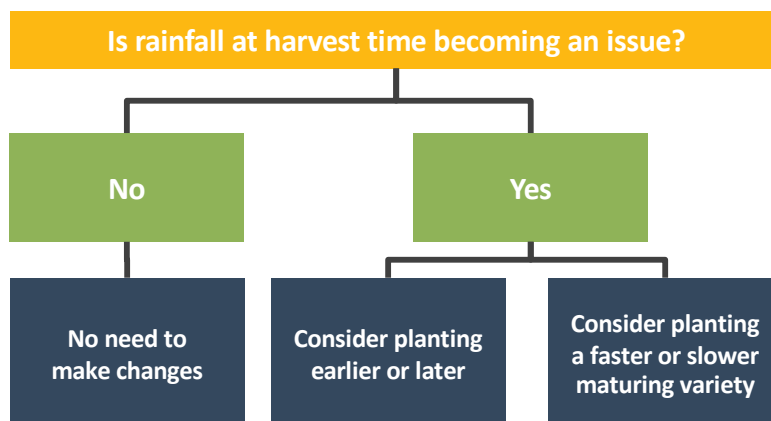 Is rainfall at harvest time becoming an issue?
No
Yes
No need to
make changes
Consider planting
earlier or later
Consider planting
a faster or slower
maturing variety